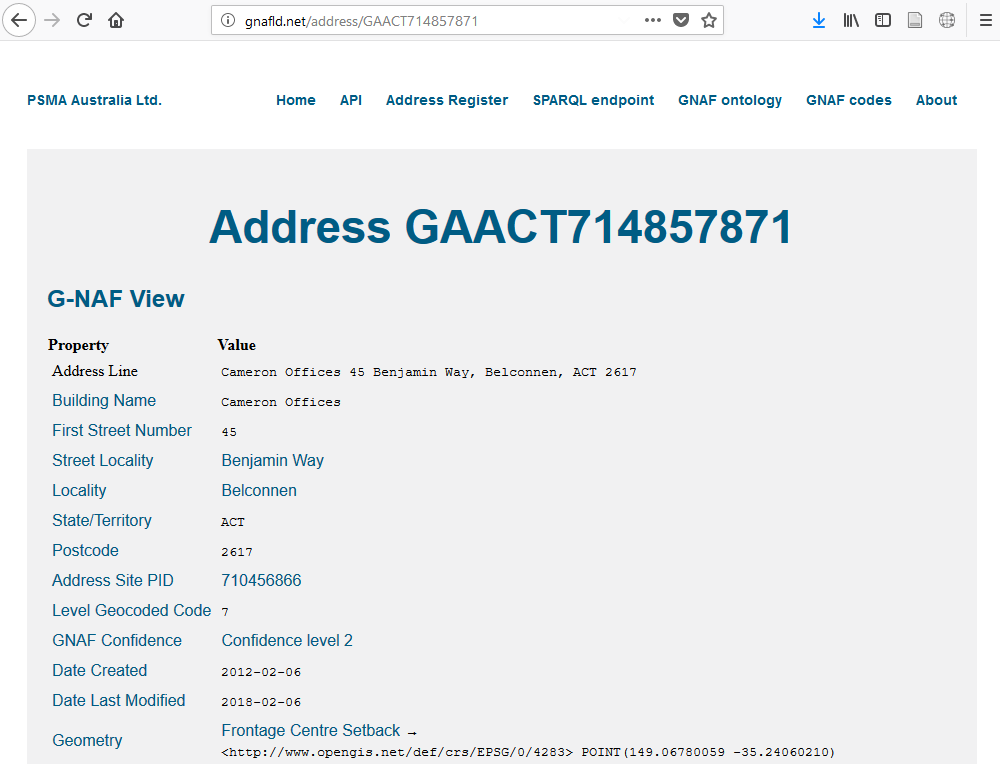 gnafld.net/address/GAACT714857871
PSMA Australia Ltd. Home API Address Register SPARQL endpoint GNAF ontology GNAF codes About
Address GAACT714857871
G-NAF View
Property Value
Address Line Cameron Offices 45 Benjamin Way, Belconnen, ACT 2617
Building Name Cameron Offices
First Street Number 45
Street Locality Benjamin Way
Locality Belconnen
State/Territory ACT
Postcode 2617
Address Site PID 710456866
Level Geocoded Code 7
GNAF Confidence Confidence level 2
Date Created 2012-02-06
Date Last Modified 2018-02-06
Geometry Frontage Centre Setback →
<http://www.opengis.net/def/crs/EPSG/0/4283> POINT(149.06780059 -35.24060210)